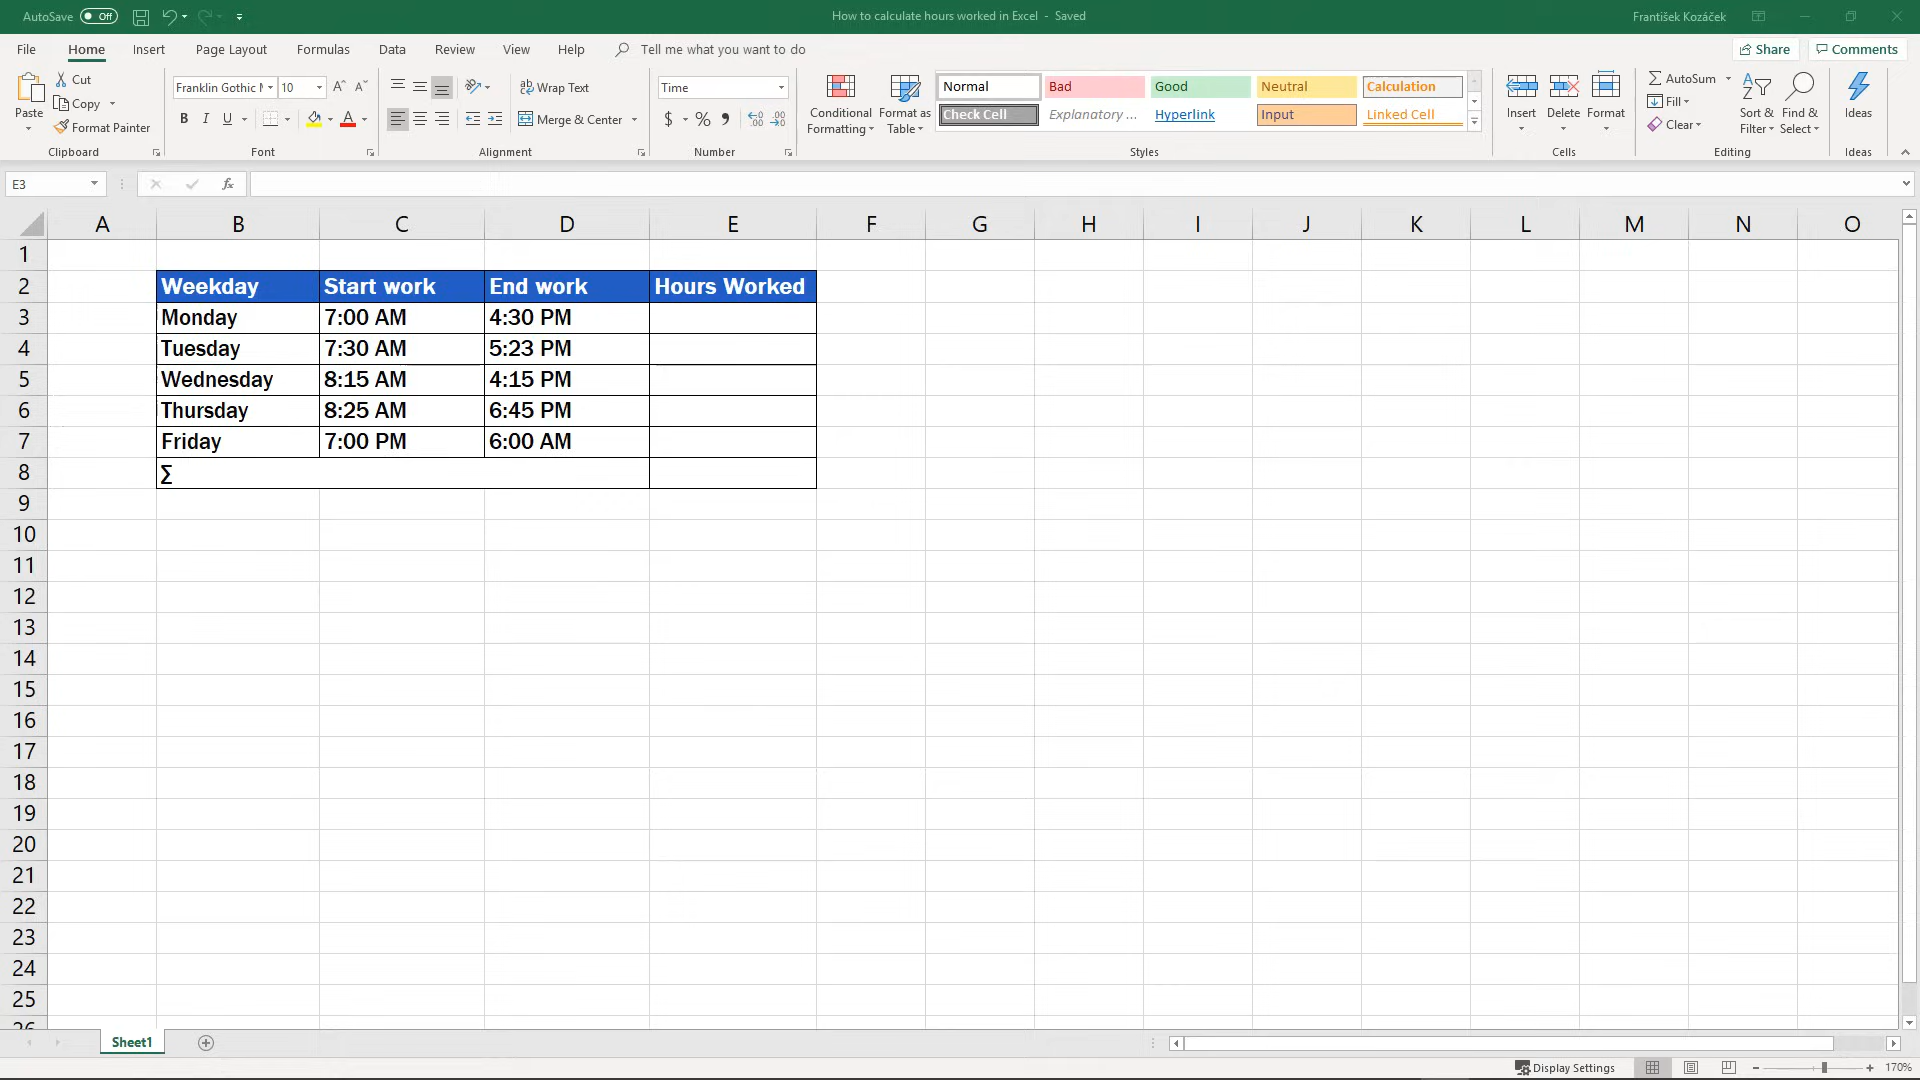 AutoSave Off How to calculate hours worked in Excel - Saved František Kozáček
File Home Insert Page Layout Formulas Data Review View Help Tell me what you want to do Share Comments
Paste
Cut
Copy
Format Painter
Clipboard
Franklin Gothic M 10
B I U A
Font
Wrap Text
Merge & Center
Alignment
Time
$ % ,
Number
Conditional Formatting
Format as Table
Normal Bad Good Neutral Calculation
Check Cell Explanatory ... Hyperlink Input Linked Cell
Styles
Insert Delete Format
Cells
AutoSum
Fill
Clear
Sort & Filter
Find & Select
Editing
Ideas
Ideas
E3 fx
A B C D E F G H I J K L M N O
1
2 Weekday Start work End work Hours Worked
3 Monday 7:00 AM 4:30 PM
4 Tuesday 7:30 AM 5:23 PM
5 Wednesday 8:15 AM 4:15 PM
6 Thursday 8:25 AM 6:45 PM
7 Friday 7:00 PM 6:00 AM
8 ∑
9
10
11
12
13
14
15
16
17
18
19
20
21
22
23
24
25
26
Sheet1
Display Settings 170%